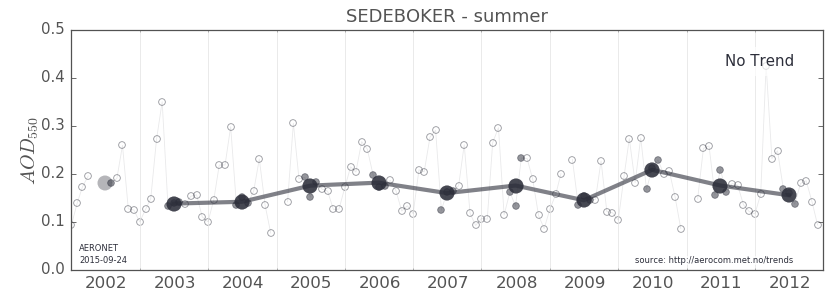 SEDEBOKER - summer
0.5
No Trend
0.4
0.3
AOD550
0.2
0.1
AERONET
2015-09-24
source: http://aerocom.met.no/trends
0.0
2002 2003 2004 2005 2006 2007 2008 2009 2010 2011 2012